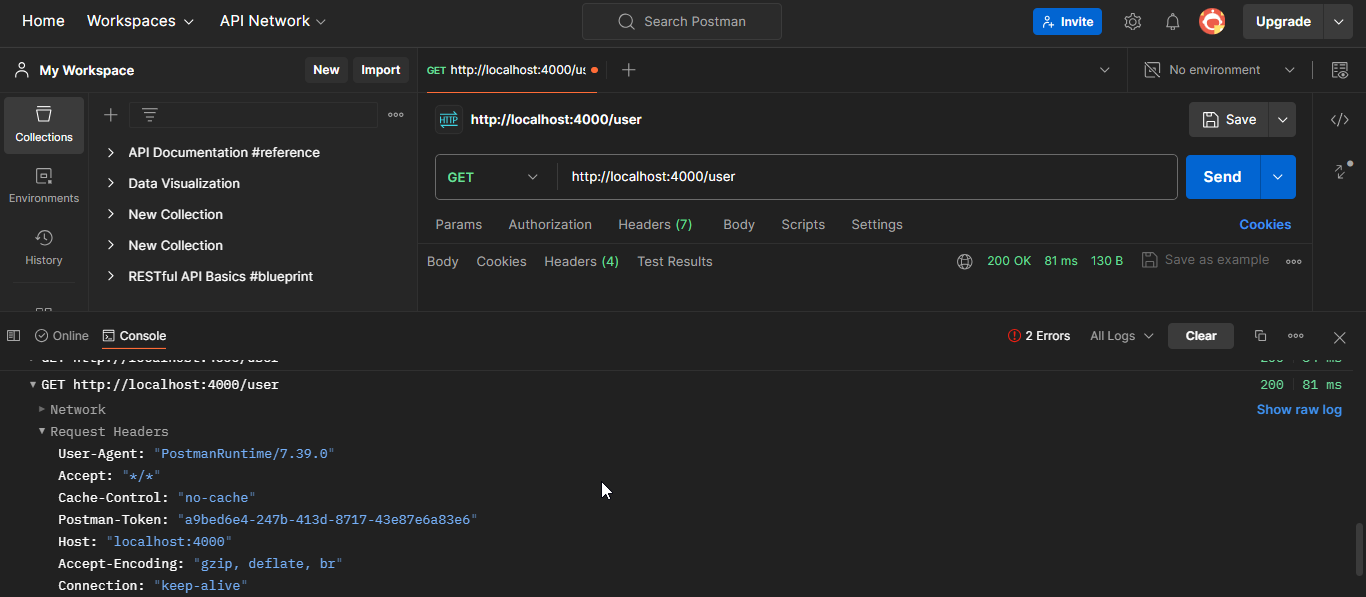 Home Workspaces API Network Search Postman Invite Upgrade
My Workspace New Import GET http://localhost:4000/us No environment
Collections
Environments
History
API Documentation #reference
Data Visualization
New Collection
New Collection
RESTful API Basics #blueprint
HTTP http://localhost:4000/user Save
GET http://localhost:4000/user Send
Params Authorization Headers (7) Body Scripts Settings Cookies
Body Cookies Headers (4) Test Results 200 OK 81 ms 130 B Save as example
Online Console 2 Errors All Logs Clear
GET http://localhost:4000/user 200 81 ms
Network Show raw log
Request Headers
User-Agent: "PostmanRuntime/7.39.0"
Accept: "*/*"
Cache-Control: "no-cache"
Postman-Token: "a9bed6e4-247b-413d-8717-43e87e6a83e6"
Host: "localhost:4000"
Accept-Encoding: "gzip, deflate, br"
Connection: "keep-alive"